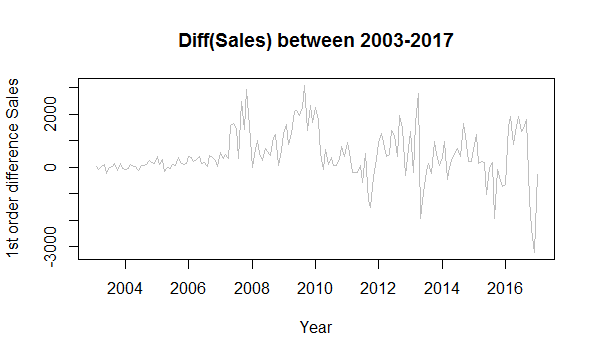 Diff(Sales) between 2003-2017
1st order difference Sales
2000
0
-3000
2004 2006 2008 2010 2012 2014 2016
Year